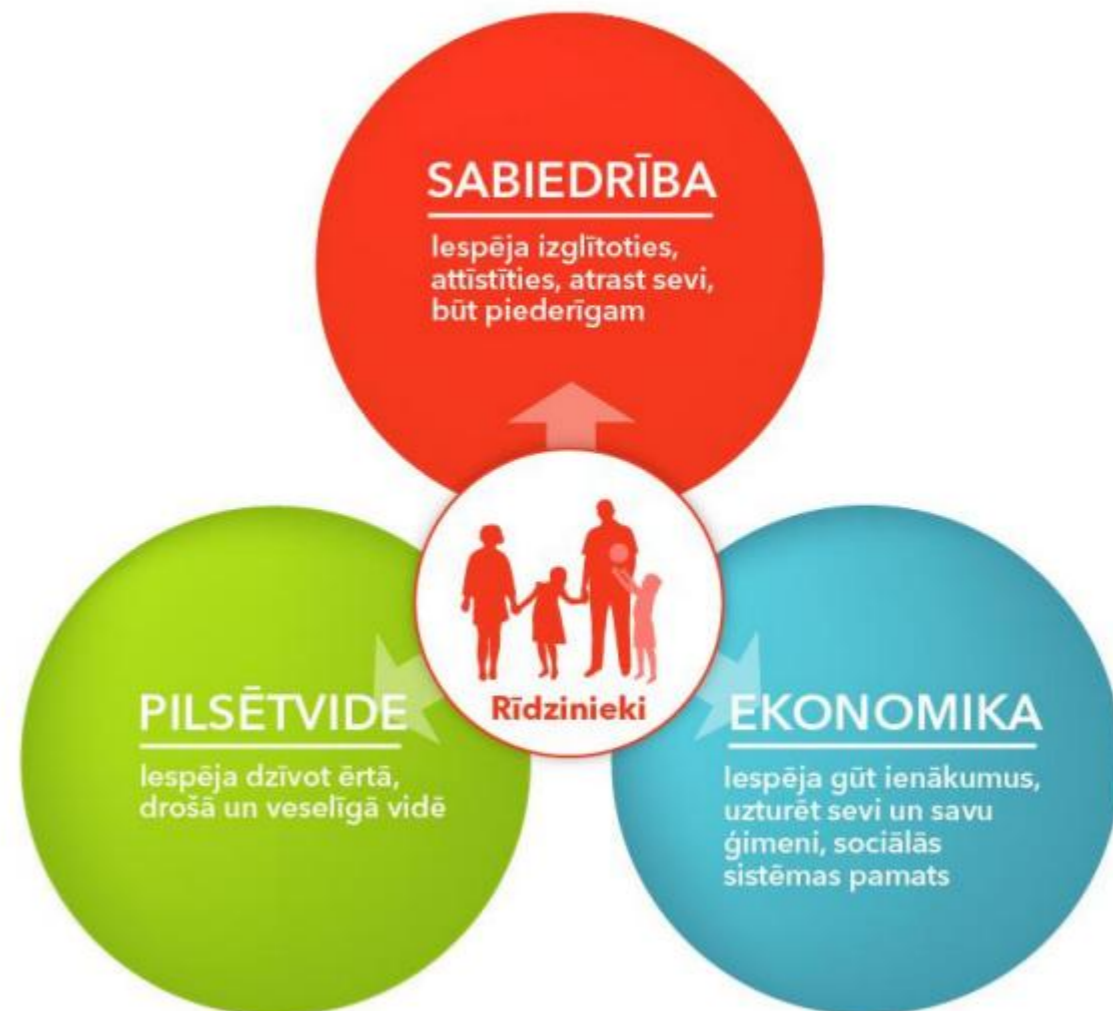 SABIEDRĪBA
Iespēja izglītoties,
attīstīties, atrast sevi,
būt piederīgam
Rīdzinieki
PILSĒTVIDE
Iespēja dzīvot ērtā,
drošā un veselīgā vidē
EKONOMIKA
Iespēja gūt ienākumus,
uzturēt sevi un savu
ģimeni, sociālās
sistēmas pamats